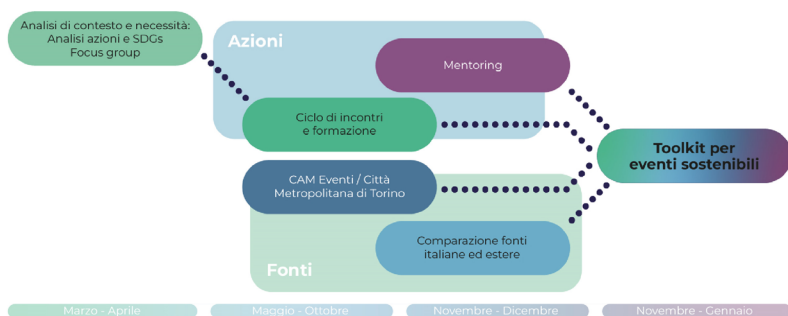 Analisi di contesto e necessità:
Analisi azioni e SDGs
Focus group
Azioni
Mentoring
Ciclo di incontri
e formazione
Toolkit per
eventi sostenibili
CAM Eventi / Città
Metropolitana di Torino
Comparazione fonti
italiane ed estere
Fonti
Marzo - Aprile
Maggio - Ottobre
Novembre - Dicembre
Novembre - Gennaio